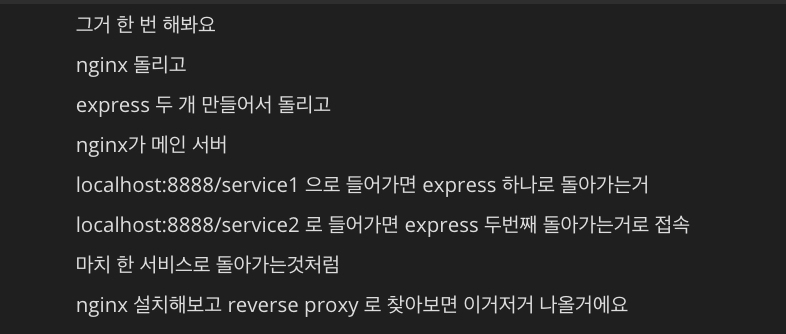 그거 한 번 해봐요
nginx 돌리고
express 두 개 만들어서 돌리고
nginx가 메인 서버
localhost:8888/service1 으로 들어가면 express 하나로 돌아가는거
localhost:8888/service2 로 들어가면 express 두번째 돌아가는거로 접속
마치 한 서비스로 돌아가는것처럼
nginx 설치해보고 reverse proxy 로 찾아보면 이거저거 나올거에요